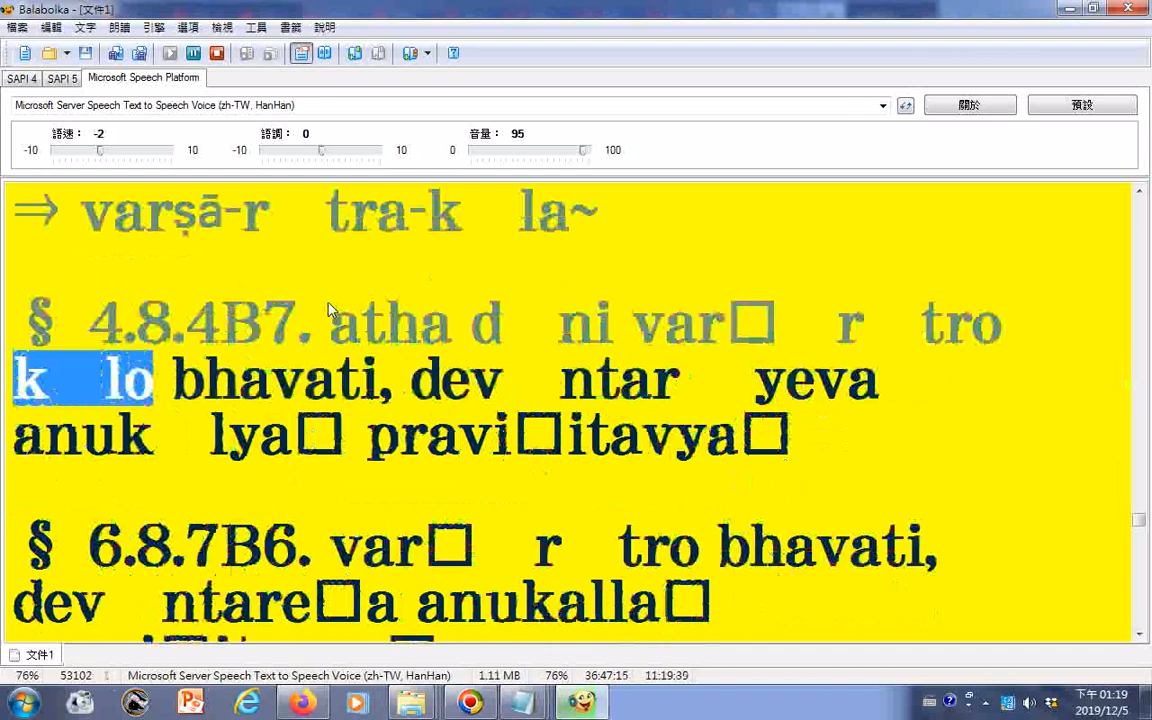 Balabolka - [文件1]
檔案 編輯 文字 朗讀 引擎 選項 檢視 工具 書籤 說明
SAPI 4 SAPI 5 Microsoft Speech Platform
Microsoft Server Speech Text to Speech Voice (zh-TW, HanHan) 關於 預設
語速： -2 語調： 0 音量： 95
-10 10 -10 10 0 100
⇒ varṣā-r tra-k la~
§ 4.8.4B7. atha d ni var□ r tro
k lo bhavati, dev ntar yeva
anuk lya□ pravi□itavya□
§ 6.8.7B6. var□ r tro bhavati,
dev ntare□a anukalla□
文件1
76% 53102 Microsoft Server Speech Text to Speech Voice (zh-TW, HanHan) 1.11 MB 76% 36:47:15 11:19:39
下午 01:19
2019/12/5